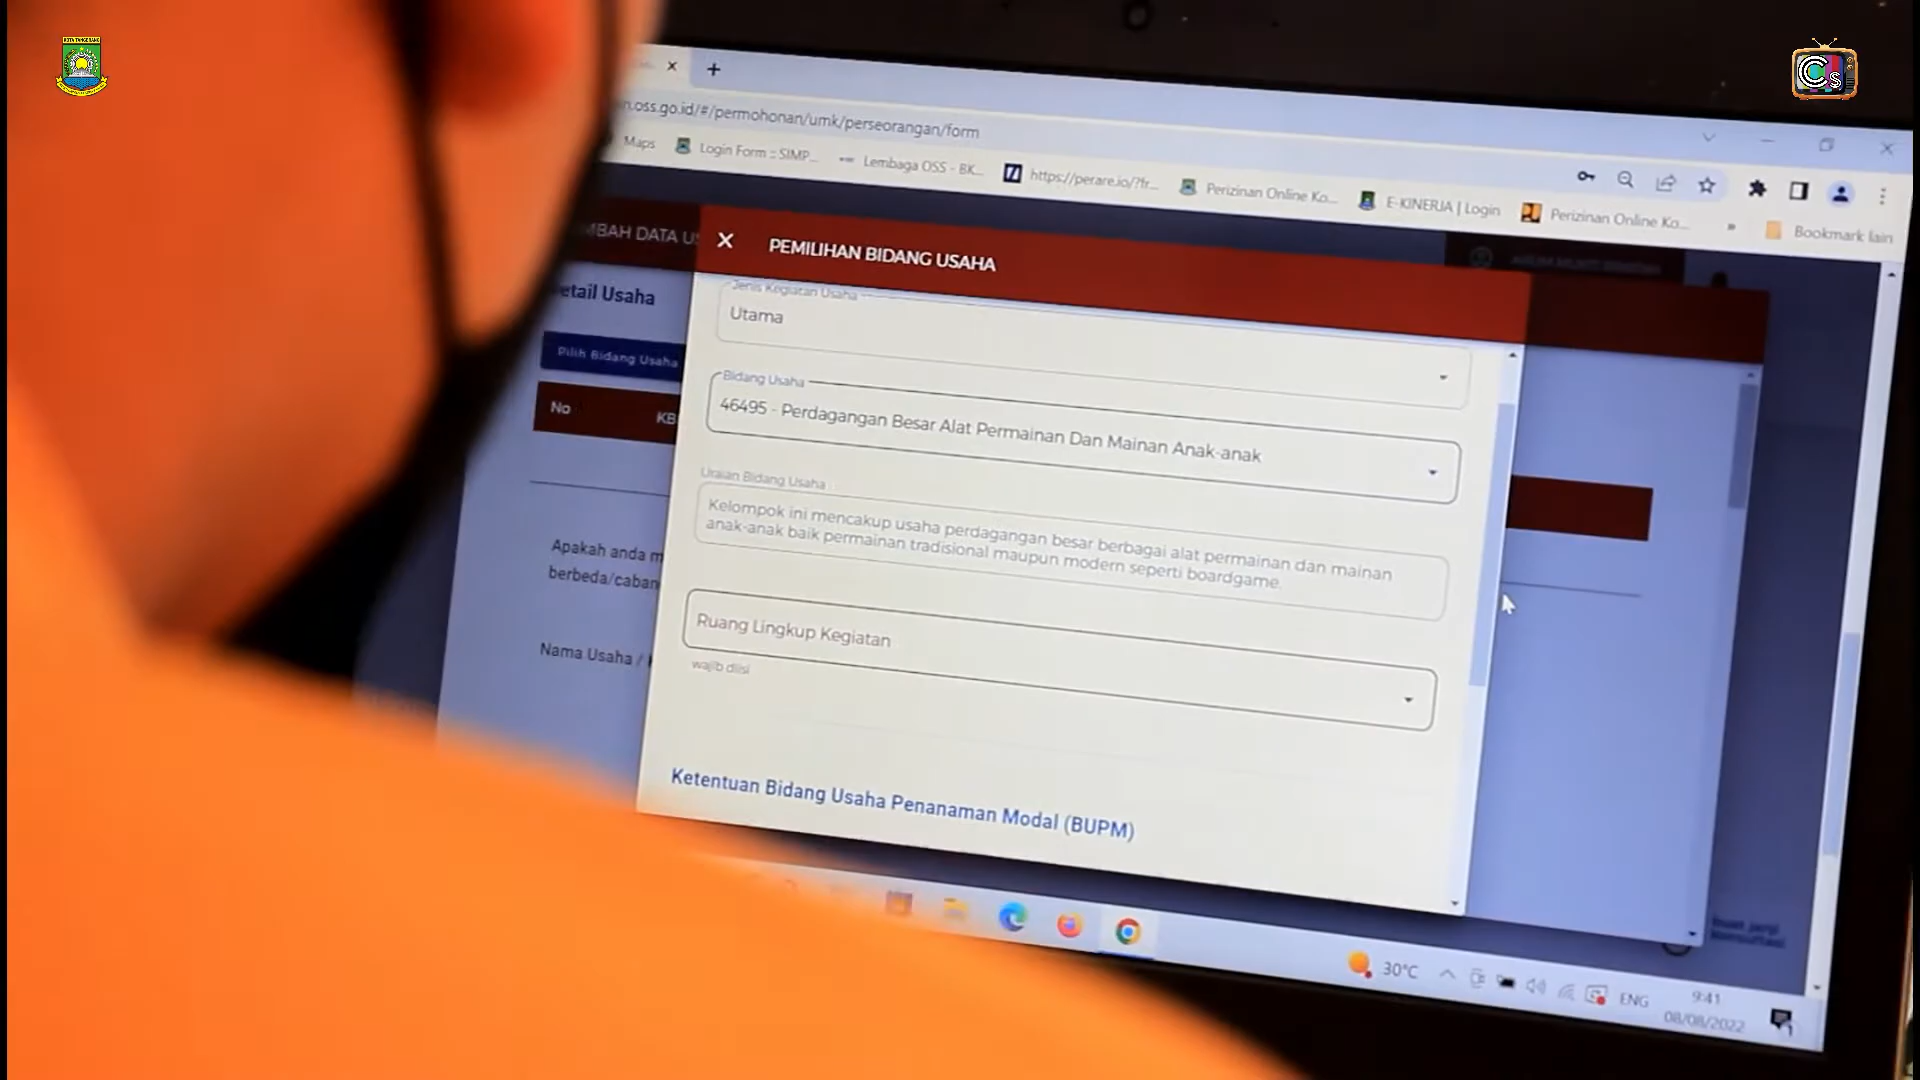 KOTA TANGERANG
Cs
n.oss.go.id/#/permohonan/umk/perseorangan/form
Maps
Login Form :: SIMP...
Lembaga OSS - BK...
https://perare.io/?fr...
Perizinan Online Ko...
E-KINERJA | Login
Perizinan Online Ko...
»
Bookmark lain
MBAH DATA US
PEMILIHAN BIDANG USAHA
etail Usaha
Pilih Bidang Usaha
No
KB
Jenis Kegiatan Usaha
Utama
Bidang Usaha
46495 - Perdagangan Besar Alat Permainan Dan Mainan Anak-anak
Uraian Bidang Usaha
Kelompok ini mencakup usaha perdagangan besar berbagai alat permainan dan mainan
anak-anak baik permainan tradisional maupun modern seperti boardgame.
Apakah anda m
berbeda/caban
Ruang Lingkup Kegiatan
wajib diisi
Nama Usaha /
Ketentuan Bidang Usaha Penanaman Modal (BUPM)
30°C
ENG
9:41
08/08/2022